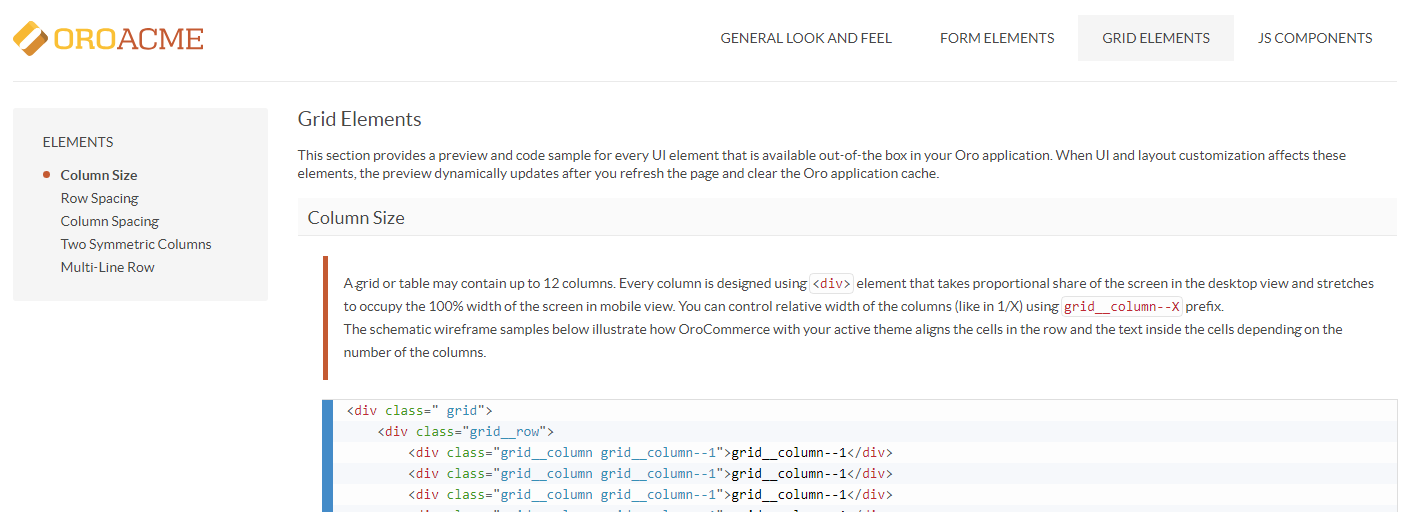 OROACME
GENERAL LOOK AND FEEL
FORM ELEMENTS
GRID ELEMENTS
JS COMPONENTS
ELEMENTS
Column Size
Row Spacing
Column Spacing
Two Symmetric Columns
Multi-Line Row
Grid Elements
This section provides a preview and code sample for every UI element that is available out-of-the box in your Oro application. When UI and layout customization affects these
elements, the preview dynamically updates after you refresh the page and clear the Oro application cache.
Column Size
A grid or table may contain up to 12 columns. Every column is designed using <div> element that takes proportional share of the screen in the desktop view and stretches
to occupy the 100% width of the screen in mobile view. You can control relative width of the columns (like in 1/X) using grid__column--X prefix.
The schematic wireframe samples below illustrate how OroCommerce with your active theme aligns the cells in the row and the text inside the cells depending on the
number of the columns.
<div class=" grid">
<div class="grid__row">
<div class="grid__column grid__column--1">grid__column--1</div>
<div class="grid__column grid__column--1">grid__column--1</div>
<div class="grid__column grid__column--1">grid__column--1</div>